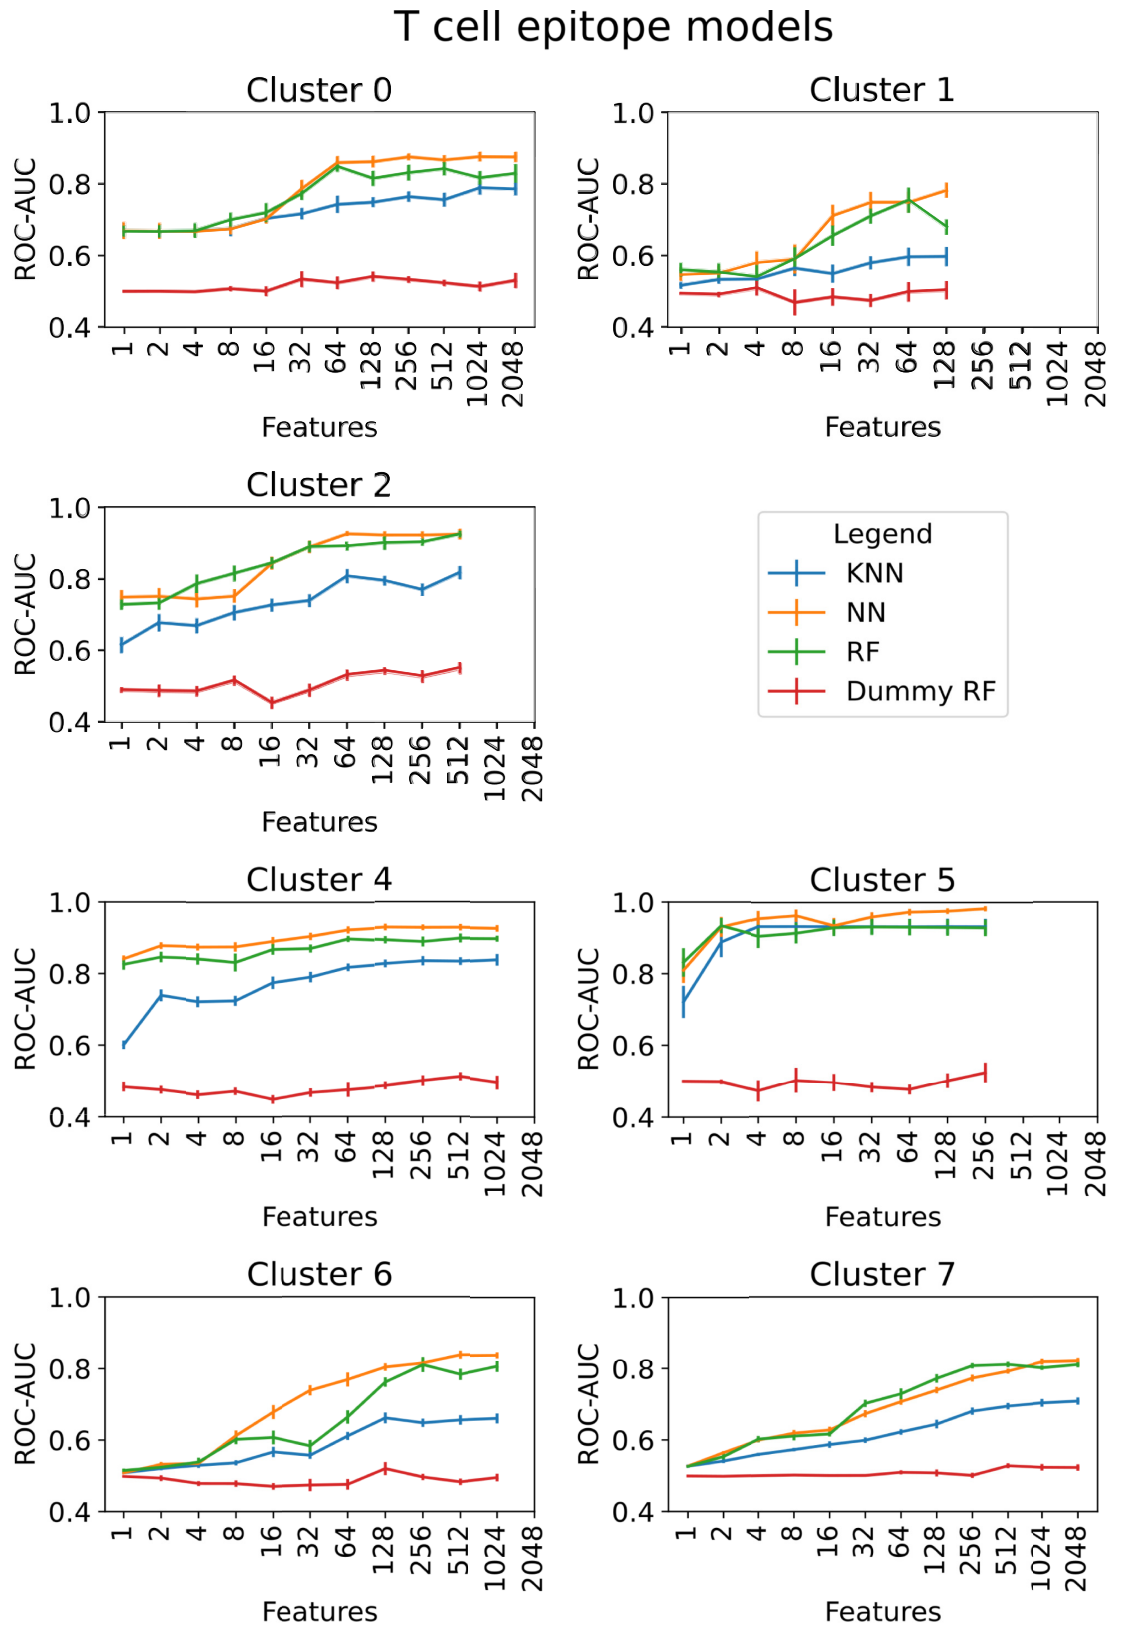 T cell epitope models
Cluster 0
1.0
0.8
0.6
0.4
ROC-AUC
1 2 4 8 16 32 64 128 256 512 1024 2048
Features
Cluster 1
1.0
0.8
0.6
0.4
ROC-AUC
1 2 4 8 16 32 64 128 256 512 1024 2048
Features
Cluster 2
1.0
0.8
0.6
0.4
ROC-AUC
1 2 4 8 16 32 64 128 256 512 1024 2048
Features
Legend
KNN
NN
RF
Dummy RF
Cluster 4
1.0
0.8
0.6
0.4
ROC-AUC
1 2 4 8 16 32 64 128 256 512 1024 2048
Features
Cluster 5
1.0
0.8
0.6
0.4
ROC-AUC
1 2 4 8 16 32 64 128 256 512 1024 2048
Features
Cluster 6
1.0
0.8
0.6
0.4
ROC-AUC
1 2 4 8 16 32 64 128 256 512 1024 2048
Features
Cluster 7
1.0
0.8
0.6
0.4
ROC-AUC
1 2 4 8 16 32 64 128 256 512 1024 2048
Features